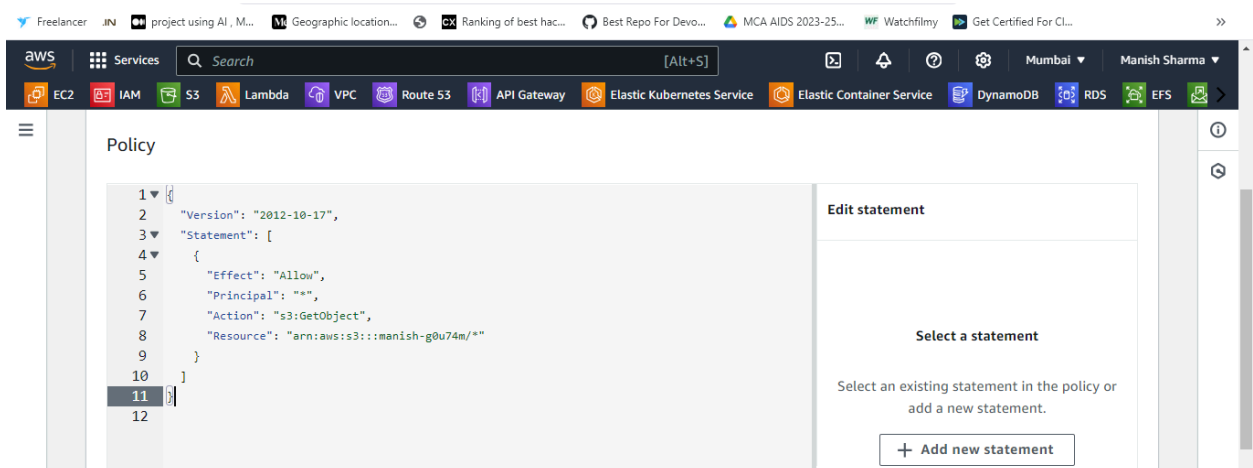 Freelancer .IN project using AI , M... Geographic location... CX Ranking of best hac... Best Repo For Devo... MCA AIDS 2023-25... WF Watchfilmy Get Certified For Cl... »
aws Services Search [Alt+S] Mumbai ▼ Manish Sharma ▼
EC2 IAM S3 Lambda VPC Route 53 API Gateway Elastic Kubernetes Service Elastic Container Service DynamoDB RDS EFS
Policy
1 {
2 "Version": "2012-10-17",
3 "Statement": [
4 {
5 "Effect": "Allow",
6 "Principal": "*",
7 "Action": "s3:GetObject",
8 "Resource": "arn:aws:s3:::manish-g0u74m/*"
9 }
10 ]
11 }
12
Edit statement
Select a statement
Select an existing statement in the policy or
add a new statement.
+ Add new statement